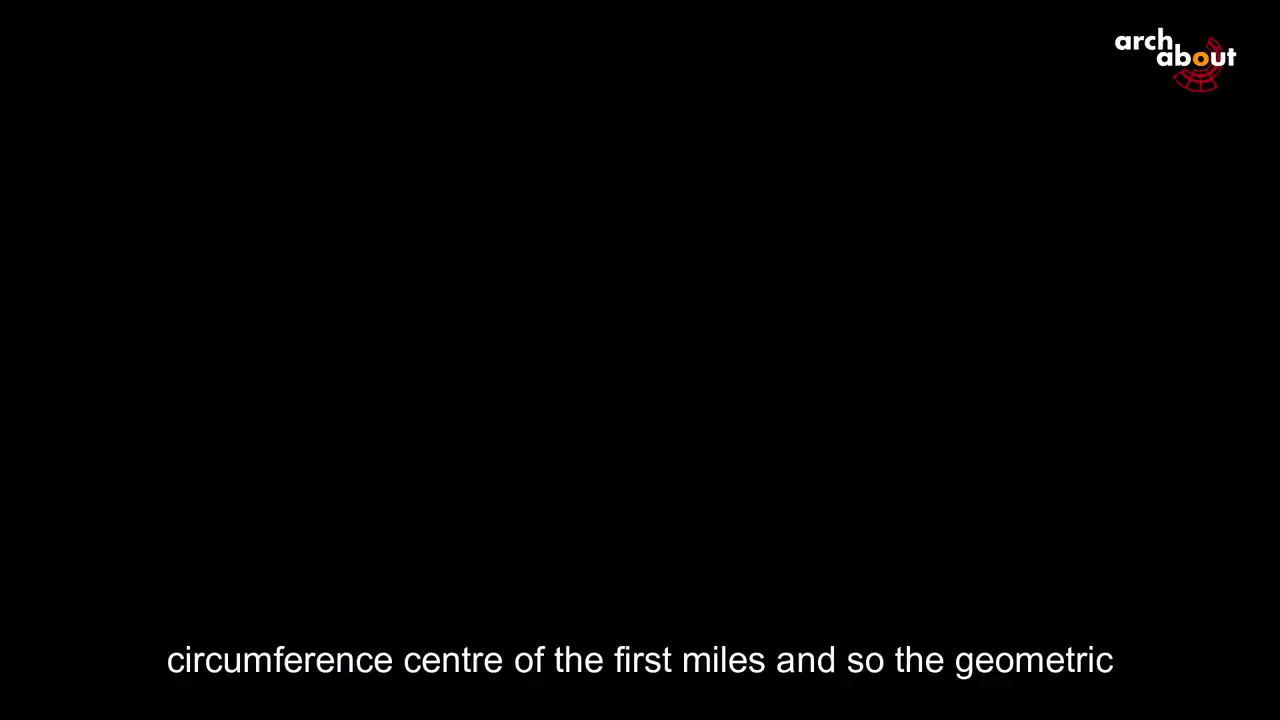 arch
about
circumference centre of the first miles and so the geometric